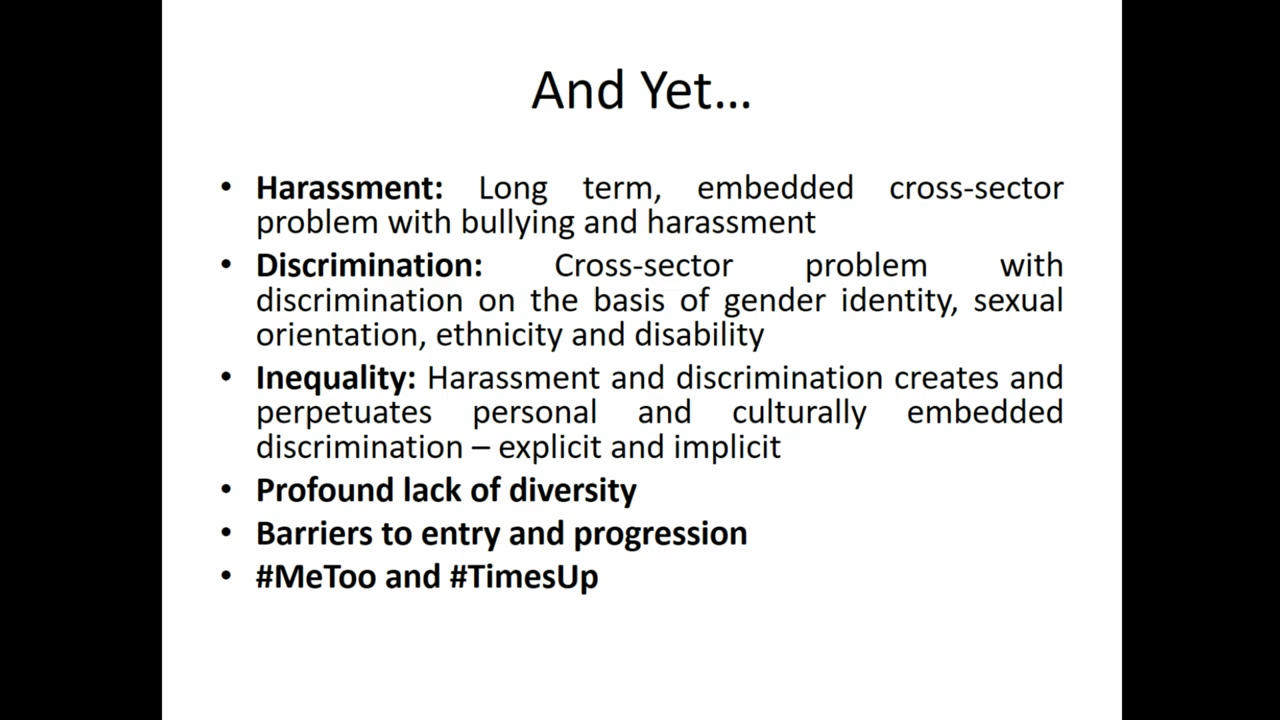 And Yet...
• Harassment: Long term, embedded cross-sector
problem with bullying and harassment
• Discrimination: Cross-sector problem with
discrimination on the basis of gender identity, sexual
orientation, ethnicity and disability
• Inequality: Harassment and discrimination creates and
perpetuates personal and culturally embedded
discrimination – explicit and implicit
• Profound lack of diversity
• Barriers to entry and progression
• #MeToo and #TimesUp